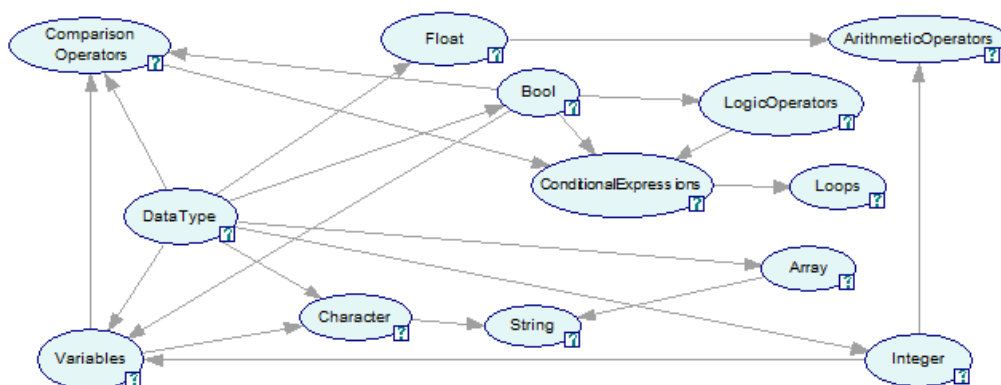 Comparison
Operators
Float
ArithmeticOperators
Bool
LogicOperators
ConditionalExpressions
Loops
DataType
Array
Character
String
Variables
Integer
?
?
?
?
?
?
?
?
?
?
?
?
?